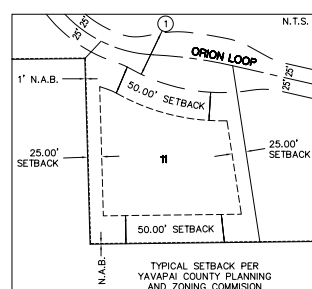 N.T.S.
1
25'
25'
ORION LOOP
25'
25'
1' N.A.B.
50.00' SETBACK
25.00'
SETBACK
11
25.00'
SETBACK
50.00' SETBACK
N.A.B.
TYPICAL SETBACK PER
YAVAPAI COUNTY PLANNING
AND ZONING COMMISION